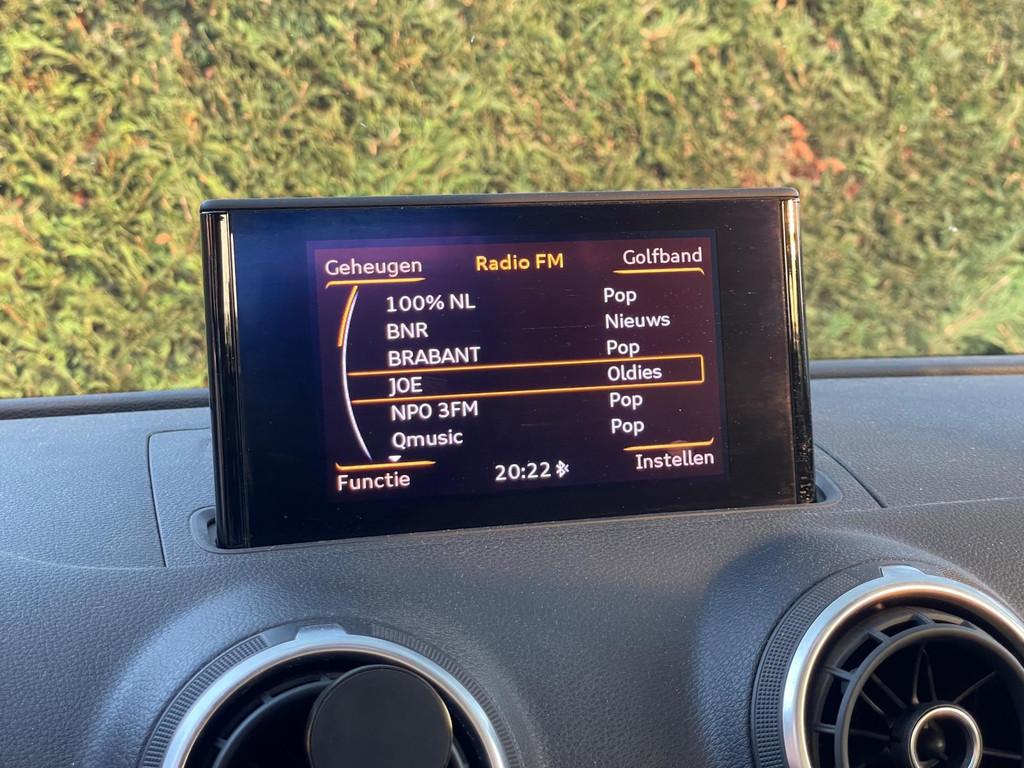 Geheugen Radio FM Golfband
100% NL Pop
BNR Nieuws
BRABANT Pop
JOE Oldies
NPO 3FM Pop
Qmusic Pop
Functie 20:22 Instellen